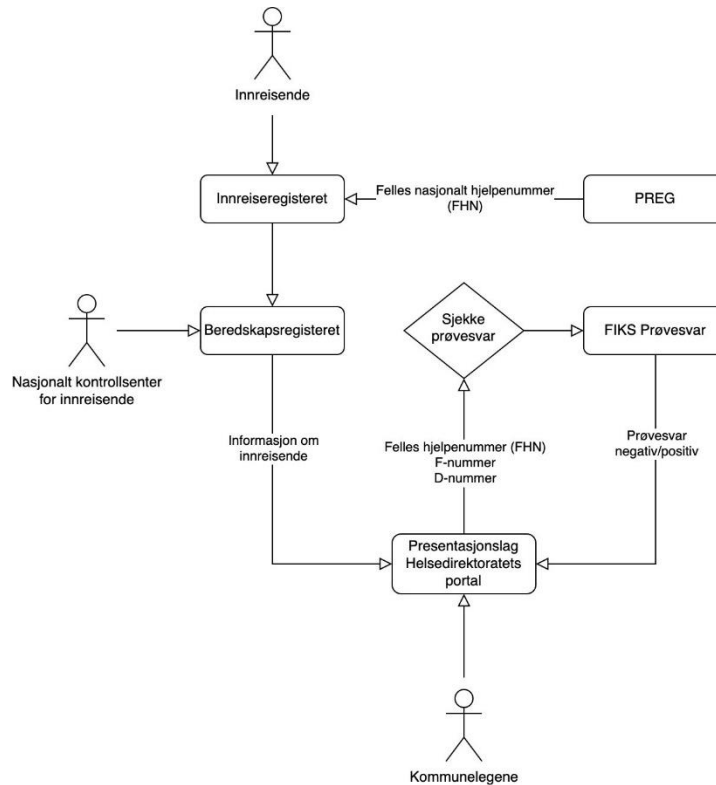 Innreisende
Innreiseregisteret
Felles nasjonalt hjelpenummer
(FHN)
PREG
Beredskapsregisteret
Sjekke
prøvesvar
FIKS Prøvesvar
Nasjonalt kontrollsenter
for innreisende
Informasjon om
innreisende
Felles hjelpenummer (FHN)
F-nummer
D-nummer
Prøvesvar
negativ/positiv
Presentasjonslag
Helsedirektoratets
portal
Kommunelegene